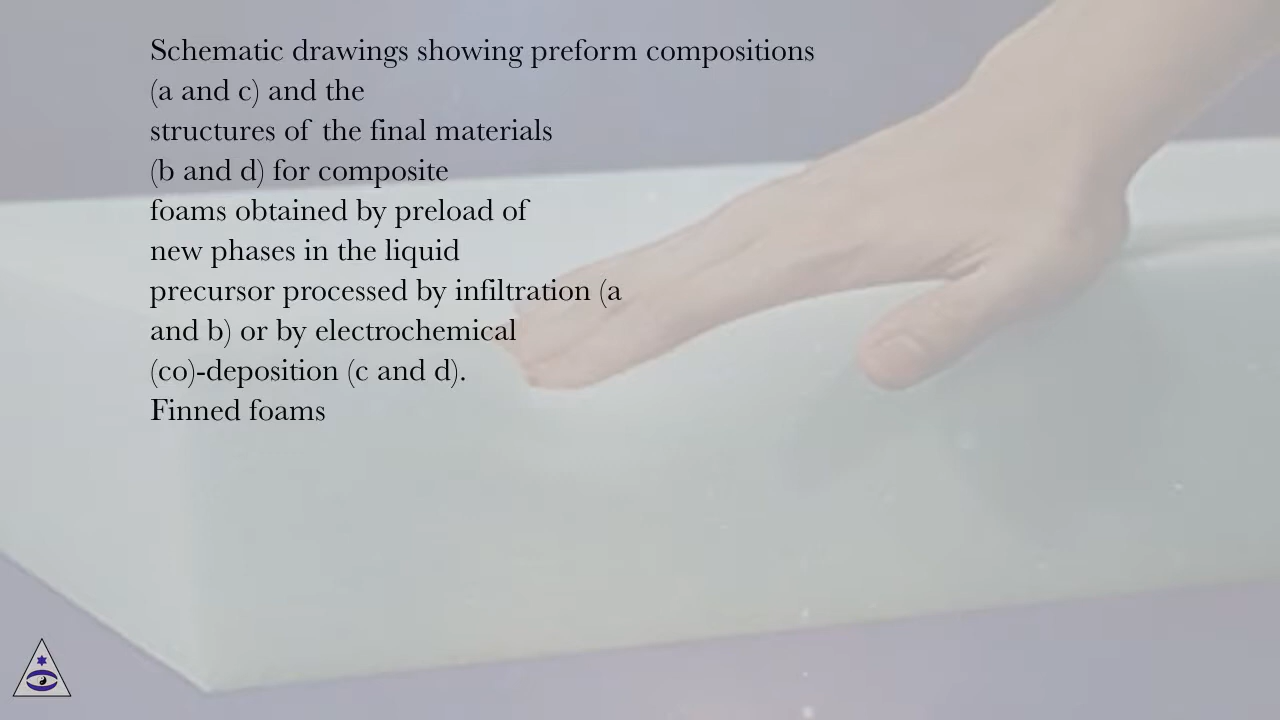 Schematic drawings showing preform compositions
(a and c) and the
structures of the final materials
(b and d) for composite
foams obtained by preload of
new phases in the liquid
precursor processed by infiltration (a
and b) or by electrochemical
(co)-deposition (c and d).
Finned foams